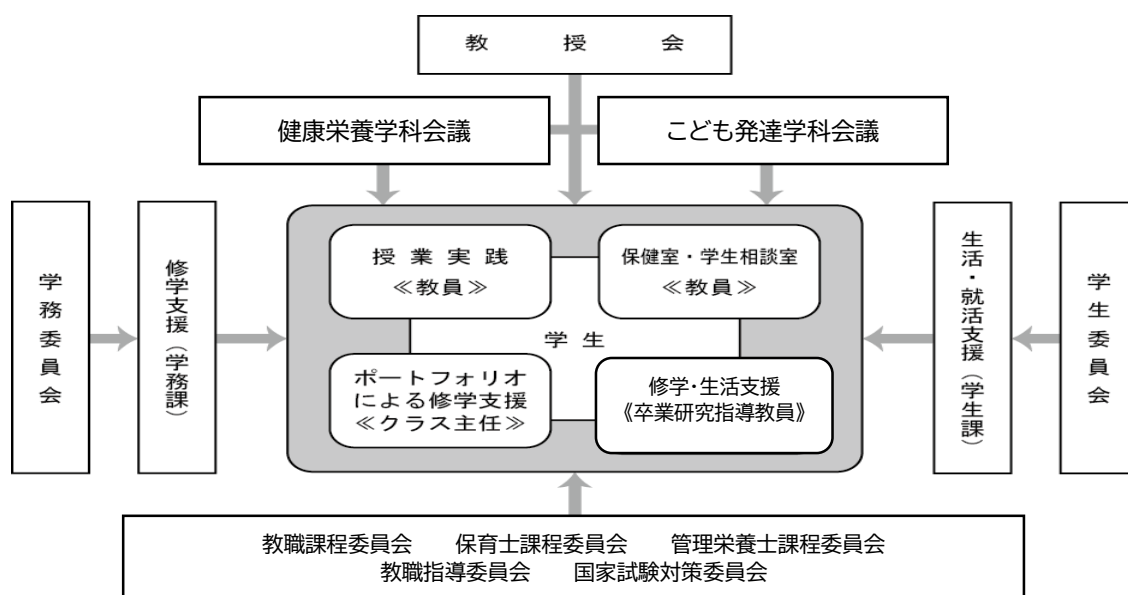 教授会
健康栄養学科会議
こども発達学科会議
学務委員会
修学支援（学務課）
授業実践
≪教員≫
保健室・学生相談室
≪教員≫
学生
ポートフォリオ
による修学支援
≪クラス主任≫
修学・生活支援
《卒業研究指導教員》
生活・就活支援（学生課）
学生委員会
教職課程委員会 保育士課程委員会 管理栄養士課程委員会
教職指導委員会 国家試験対策委員会